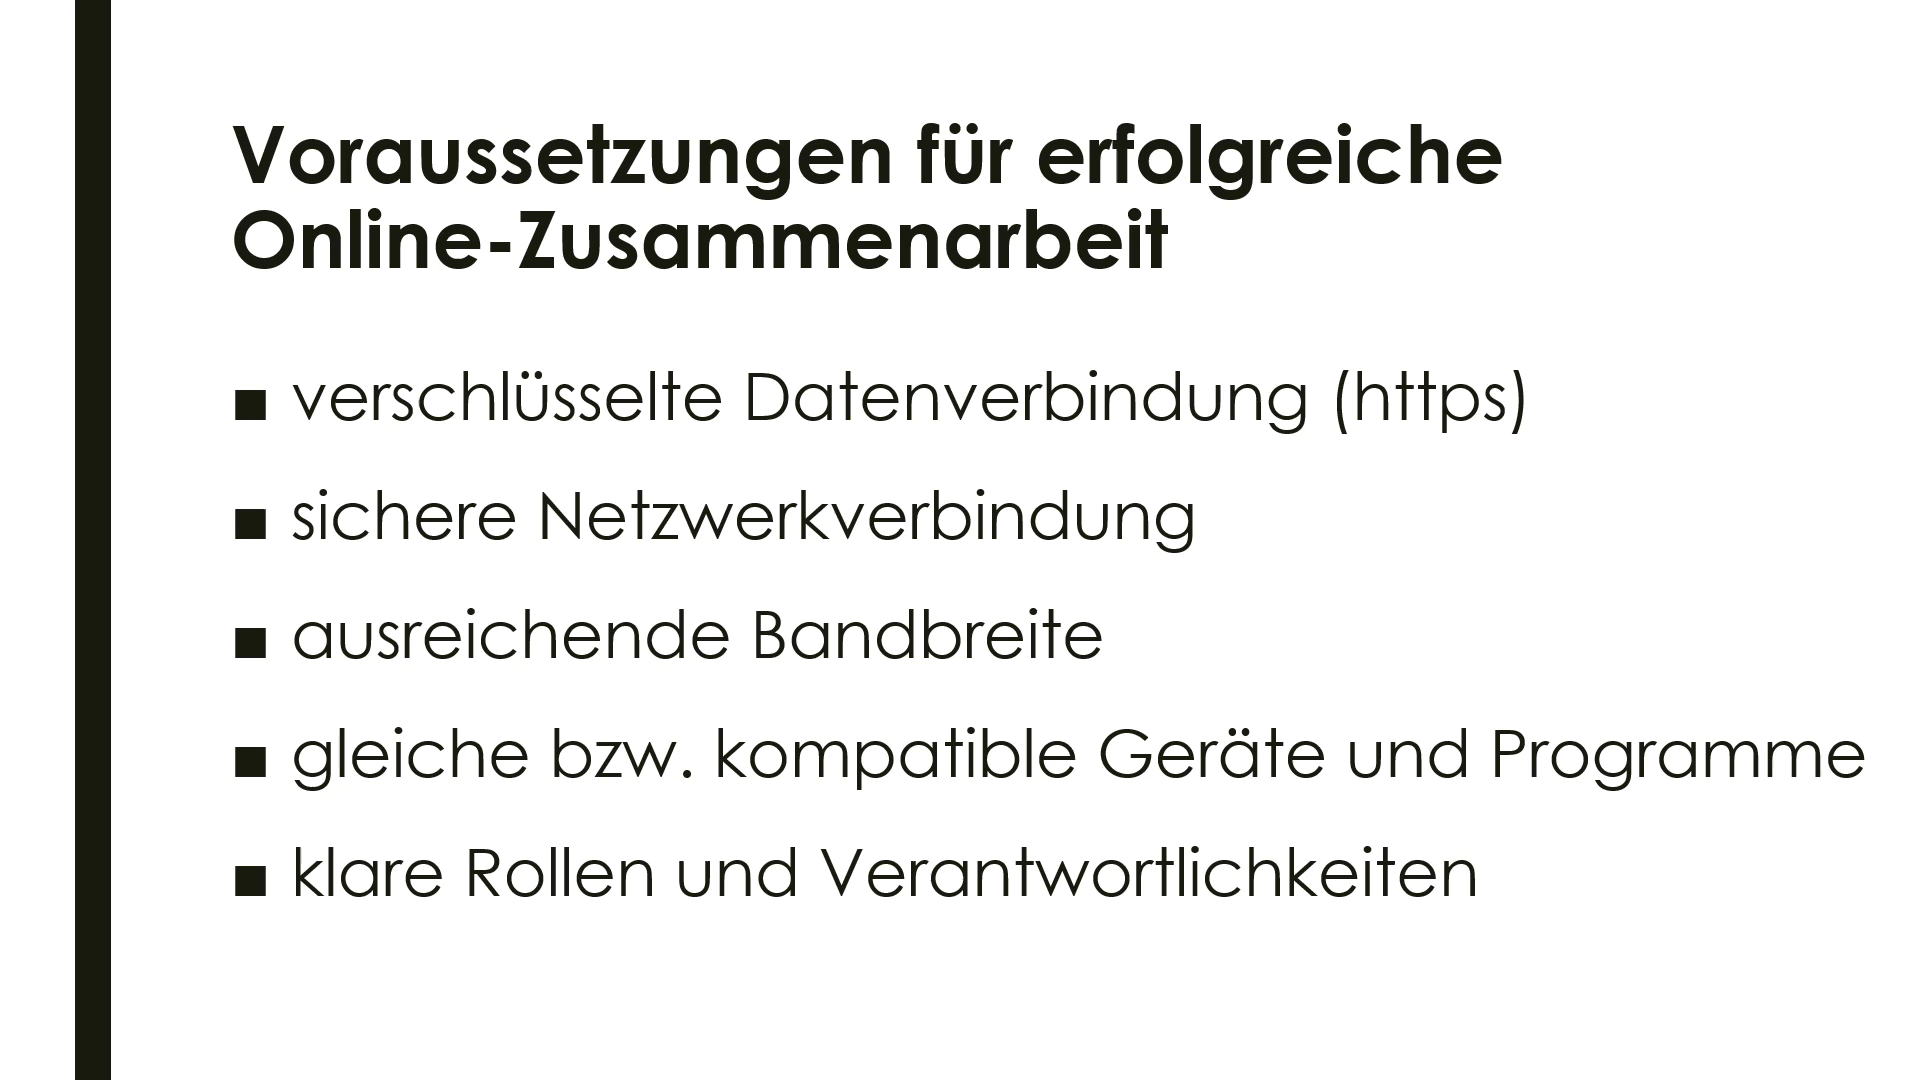 Voraussetzungen für erfolgreiche
Online-Zusammenarbeit
■ verschlüsselte Datenverbindung (https)
■ sichere Netzwerkverbindung
■ ausreichende Bandbreite
■ gleiche bzw. kompatible Geräte und Programme
■ klare Rollen und Verantwortlichkeiten